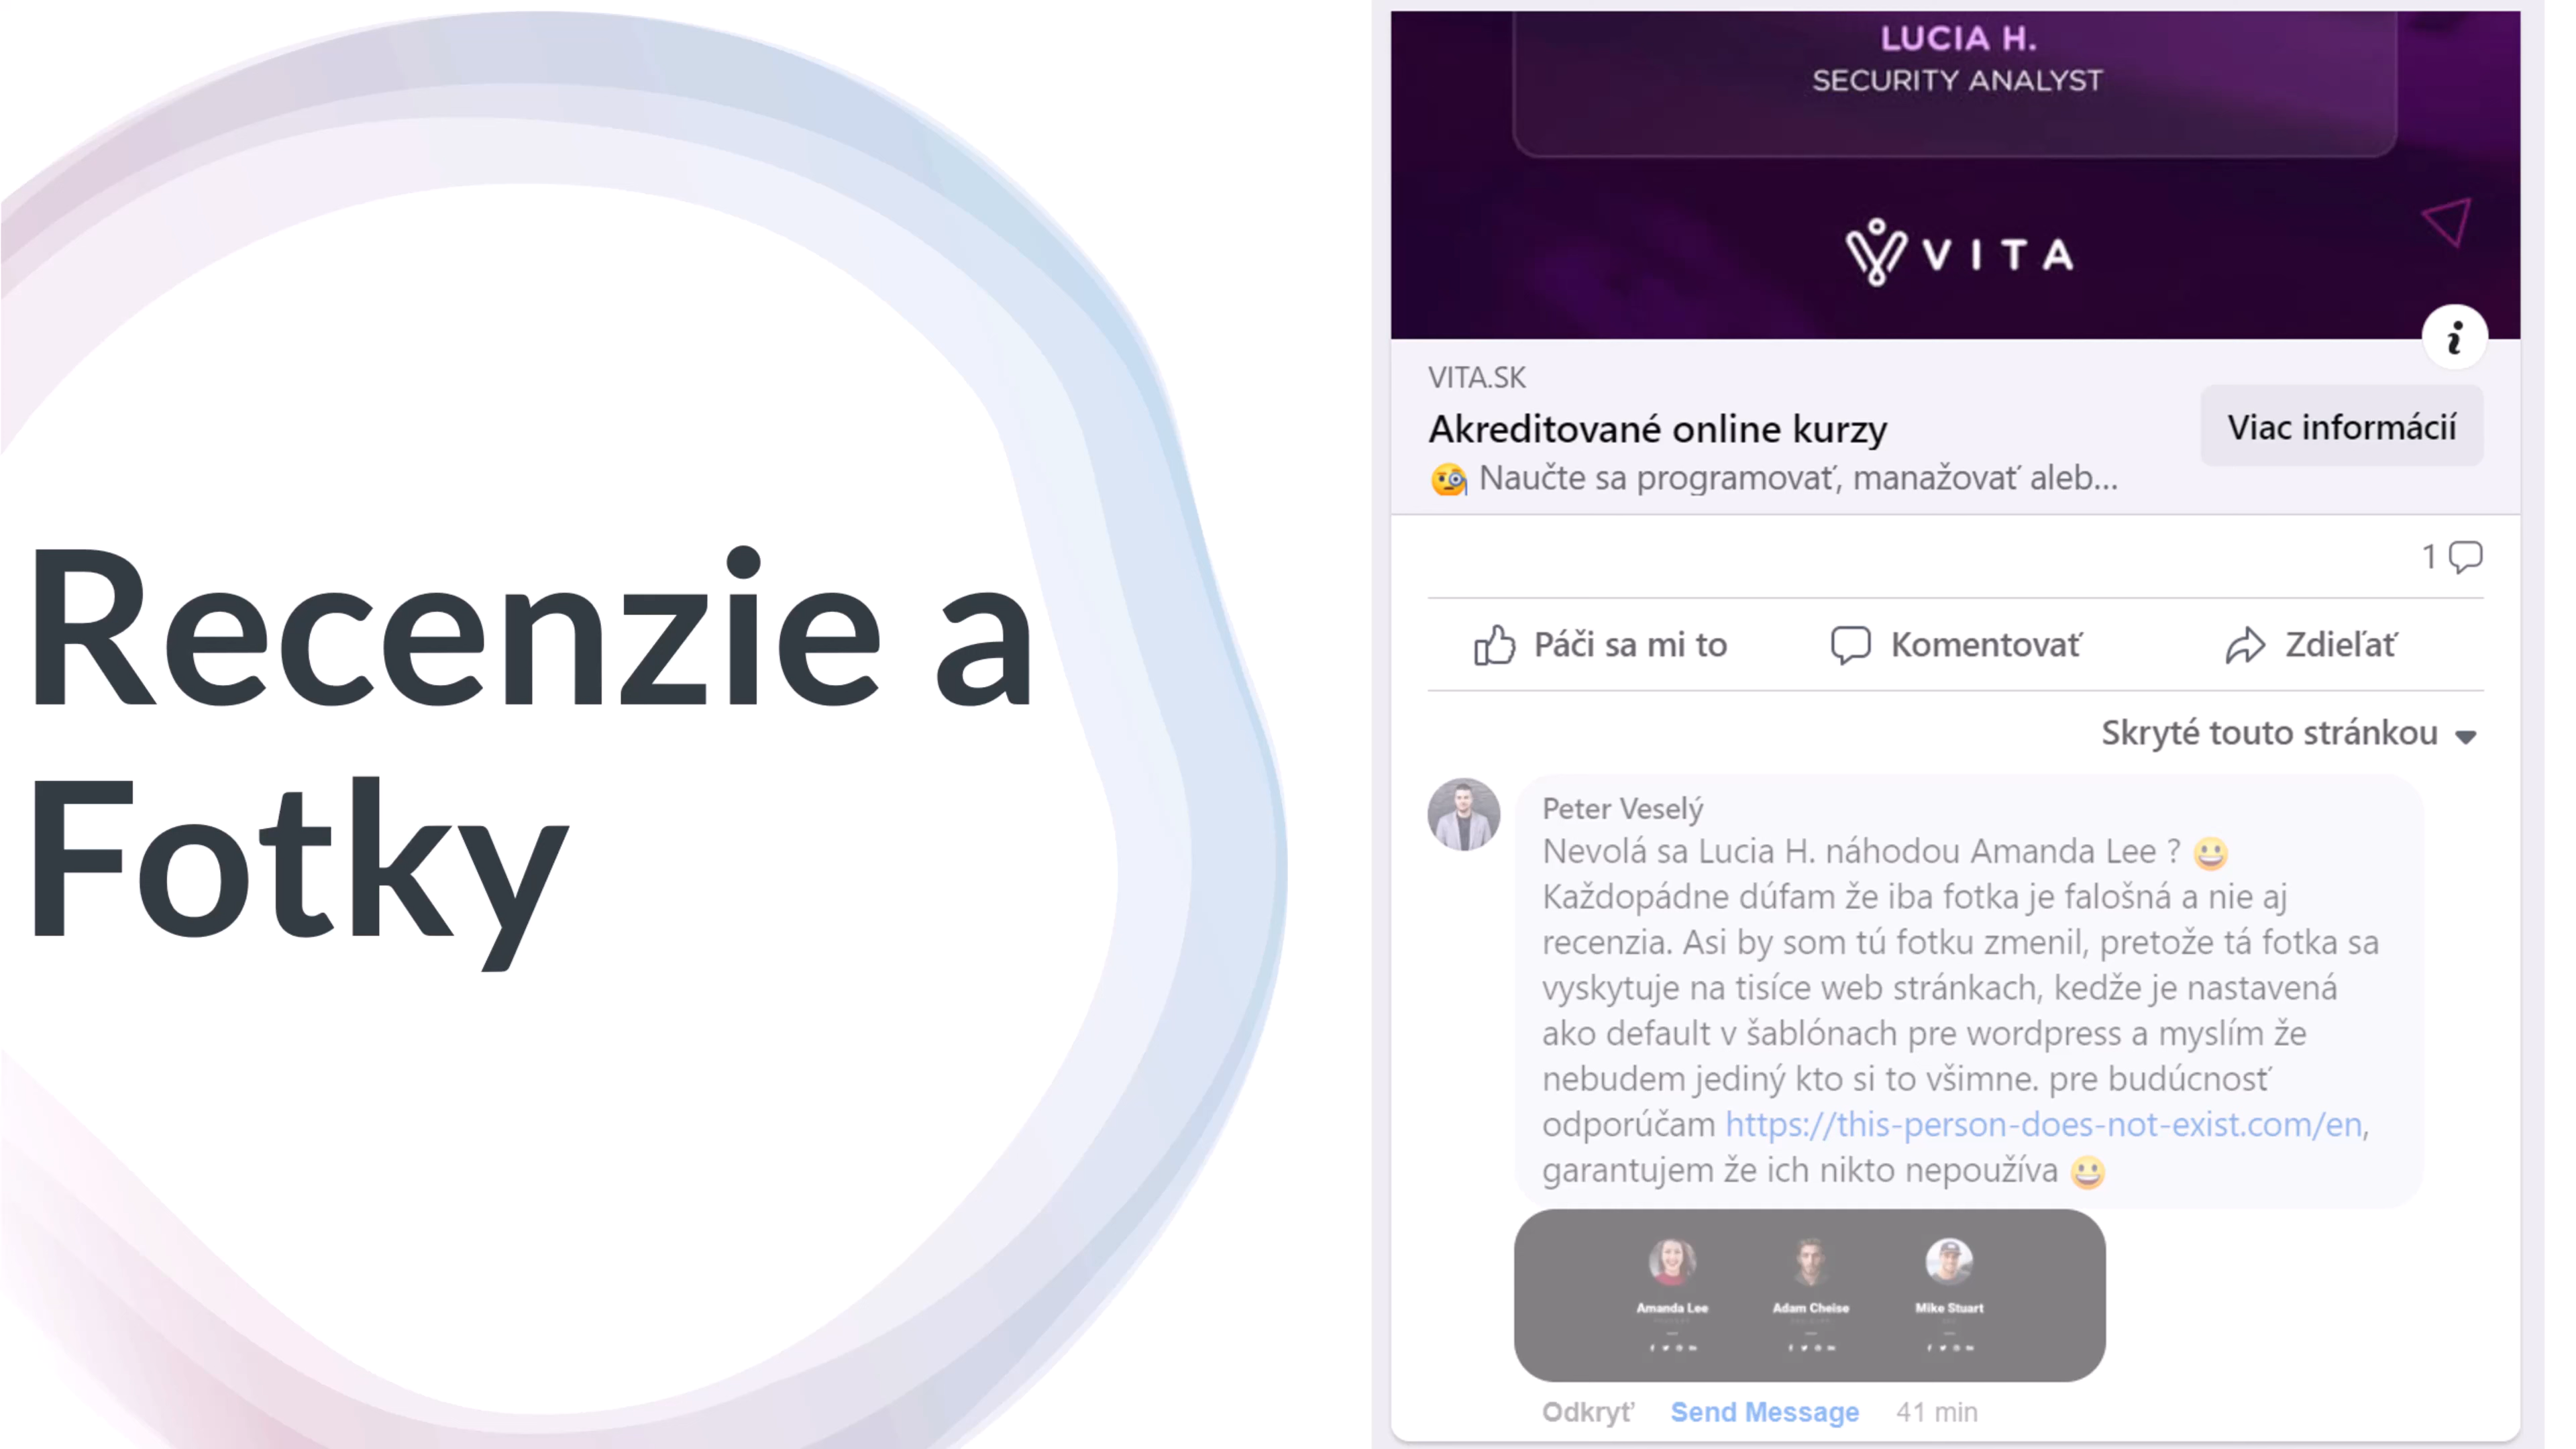 Recenzie a
Fotky
LUCIA H.
SECURITY ANALYST
VITA
VITA.SK
Akreditované online kurzy
Viac informácií
🧐 Naučte sa programovať, manažovať aleb...
1
Páči sa mi to
Komentovať
Zdieľať
Skryté touto stránkou
Peter Veselý
Nevolá sa Lucia H. náhodou Amanda Lee ? 😀
Každopádne dúfam že iba fotka je falošná a nie aj
recenzia. Asi by som tú fotku zmenil, pretože tá fotka sa
vyskytuje na tisíce web stránkach, kedže je nastavená
ako default v šablónach pre wordpress a myslím že
nebudem jediný kto si to všimne. pre budúcnosť
odporúčam https://this-person-does-not-exist.com/en,
garantujem že ich nikto nepoužíva 😀
Amanda Lee
Adam Cheise
Mike Stuart
Odkryť Send Message 41 min